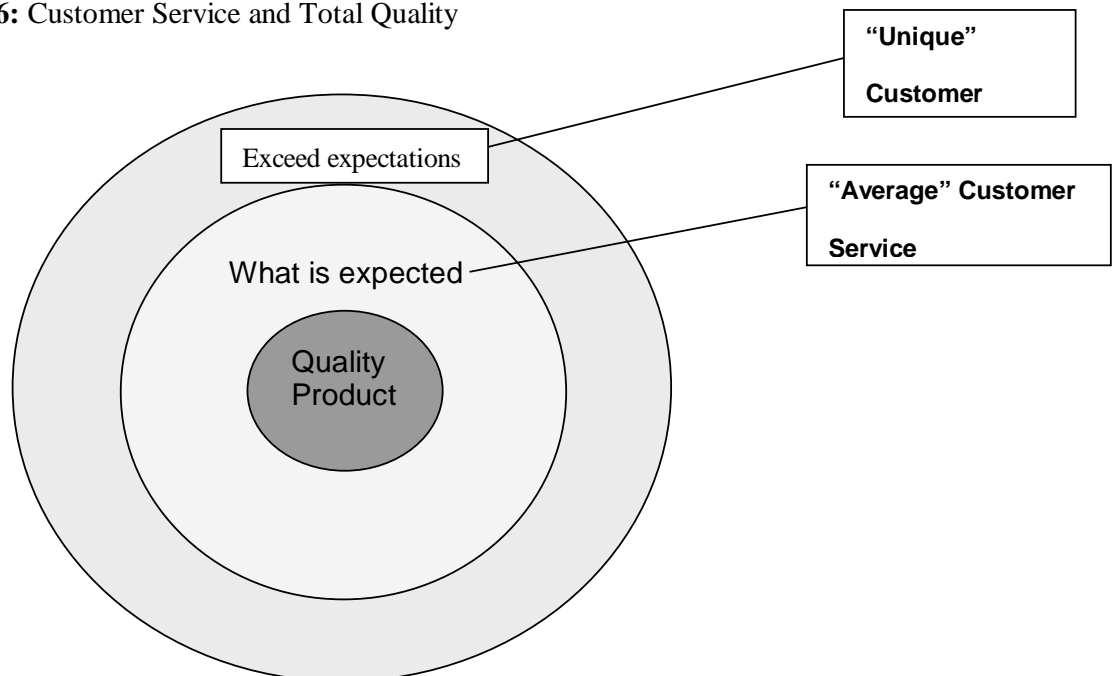 6: Customer Service and Total Quality
“Unique”
Customer
Exceed expectations
“Average” Customer
Service
What is expected
Quality
Product